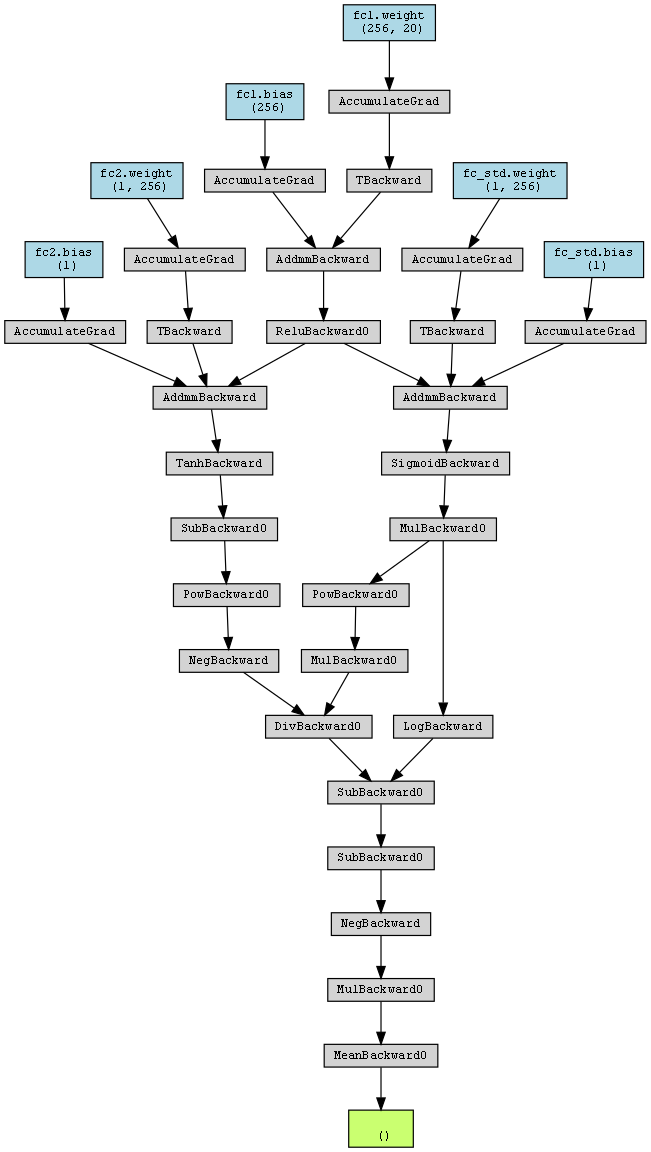 fc1.weight
(256, 20)
fc1.bias
(256)
AccumulateGrad
fc2.weight
(1, 256)
AccumulateGrad
TBackward
fc_std.weight
(1, 256)
fc2.bias
(1)
AccumulateGrad
AddmmBackward
AccumulateGrad
fc_std.bias
(1)
AccumulateGrad
TBackward
ReluBackward0
TBackward
AccumulateGrad
AddmmBackward
AddmmBackward
TanhBackward
SigmoidBackward
SubBackward0
MulBackward0
PowBackward0
PowBackward0
NegBackward
MulBackward0
DivBackward0
LogBackward
SubBackward0
SubBackward0
NegBackward
MulBackward0
MeanBackward0
()